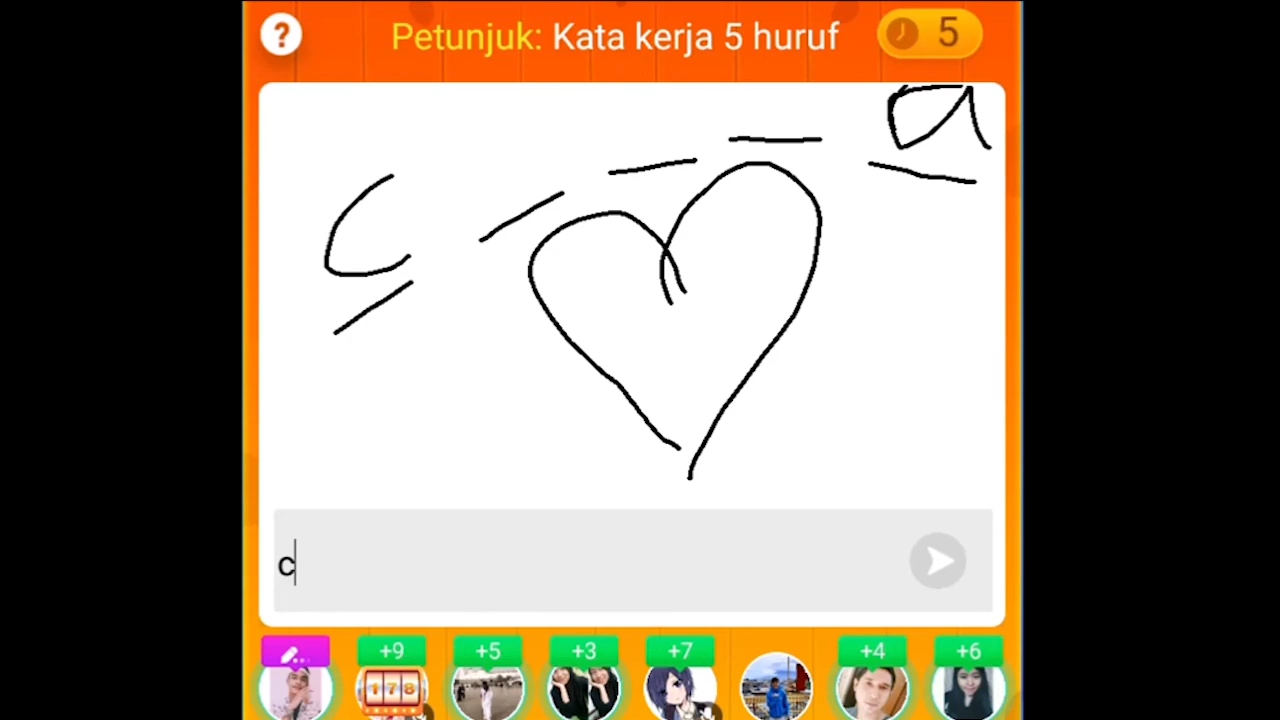 ? Petunjuk: Kata kerja 5 huruf 5
c _ _ _ a
c
+9 +5 +3 +7 +4 +6
178